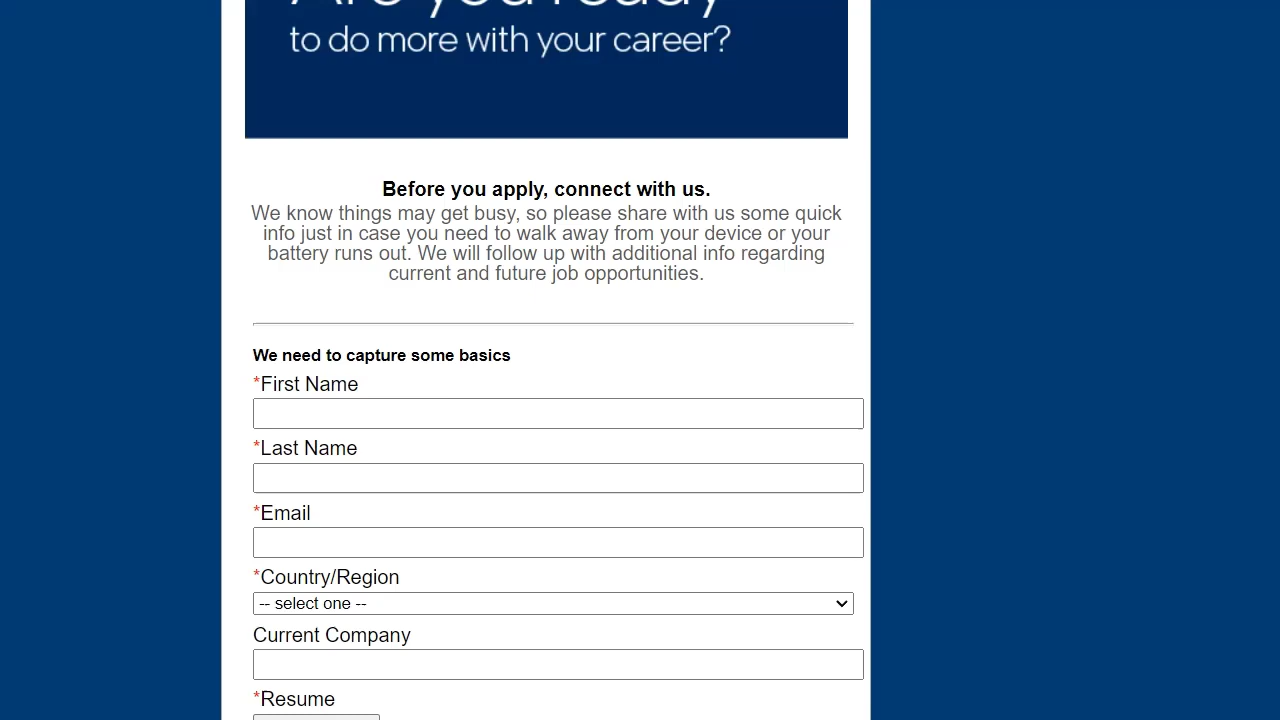 Are you ready
to do more with your career?
Before you apply, connect with us.
We know things may get busy, so please share with us some quick
info just in case you need to walk away from your device or your
battery runs out. We will follow up with additional info regarding
current and future job opportunities.
We need to capture some basics
*First Name
*Last Name
*Email
*Country/Region
-- select one --
Current Company
*Resume